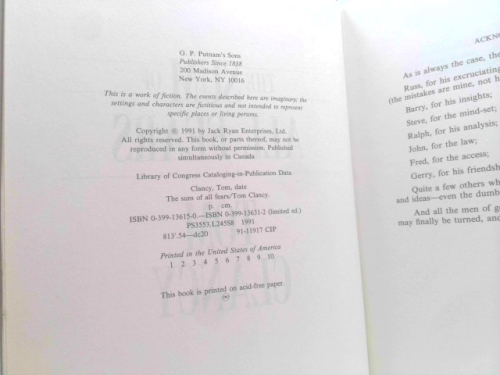 G. P. Putnam's Sons
Publishers Since 1838
200 Madison Avenue
New York, NY 10016
This is a work of fiction. The events described here are imaginary; the
settings and characters are fictitious and not intended to represent
specific places or living persons.
Copyright © 1991 by Jack Ryan Enterprises, Ltd.
All rights reserved. This book, or parts thereof, may not be
reproduced in any form without permission. Published
simultaneously in Canada
Library of Congress Cataloging-in-Publication Data
Clancy, Tom, date
The sum of all fears/Tom Clancy.
p. cm.
ISBN 0-399-13615-0.—ISBN 0-399-13631-2 (limited ed.)
PS3553.L245S8 1991
813'.54—dc20 91-11917 CIP
Printed in the United States of America
1 2 3 4 5 6 7 8 9 10
This book is printed on acid-free paper.
ACKNO
As is always the case, the
Russ, for his excruciating
(the mistakes are mine, not h
Barry, for his insights;
Steve, for the mind-set;
Ralph, for his analysis;
John, for the law;
Fred, for the access;
Gerry, for his friendsh
Quite a few others wh
and ideas—even the dumb
And all the men of g
may finally be turned, and